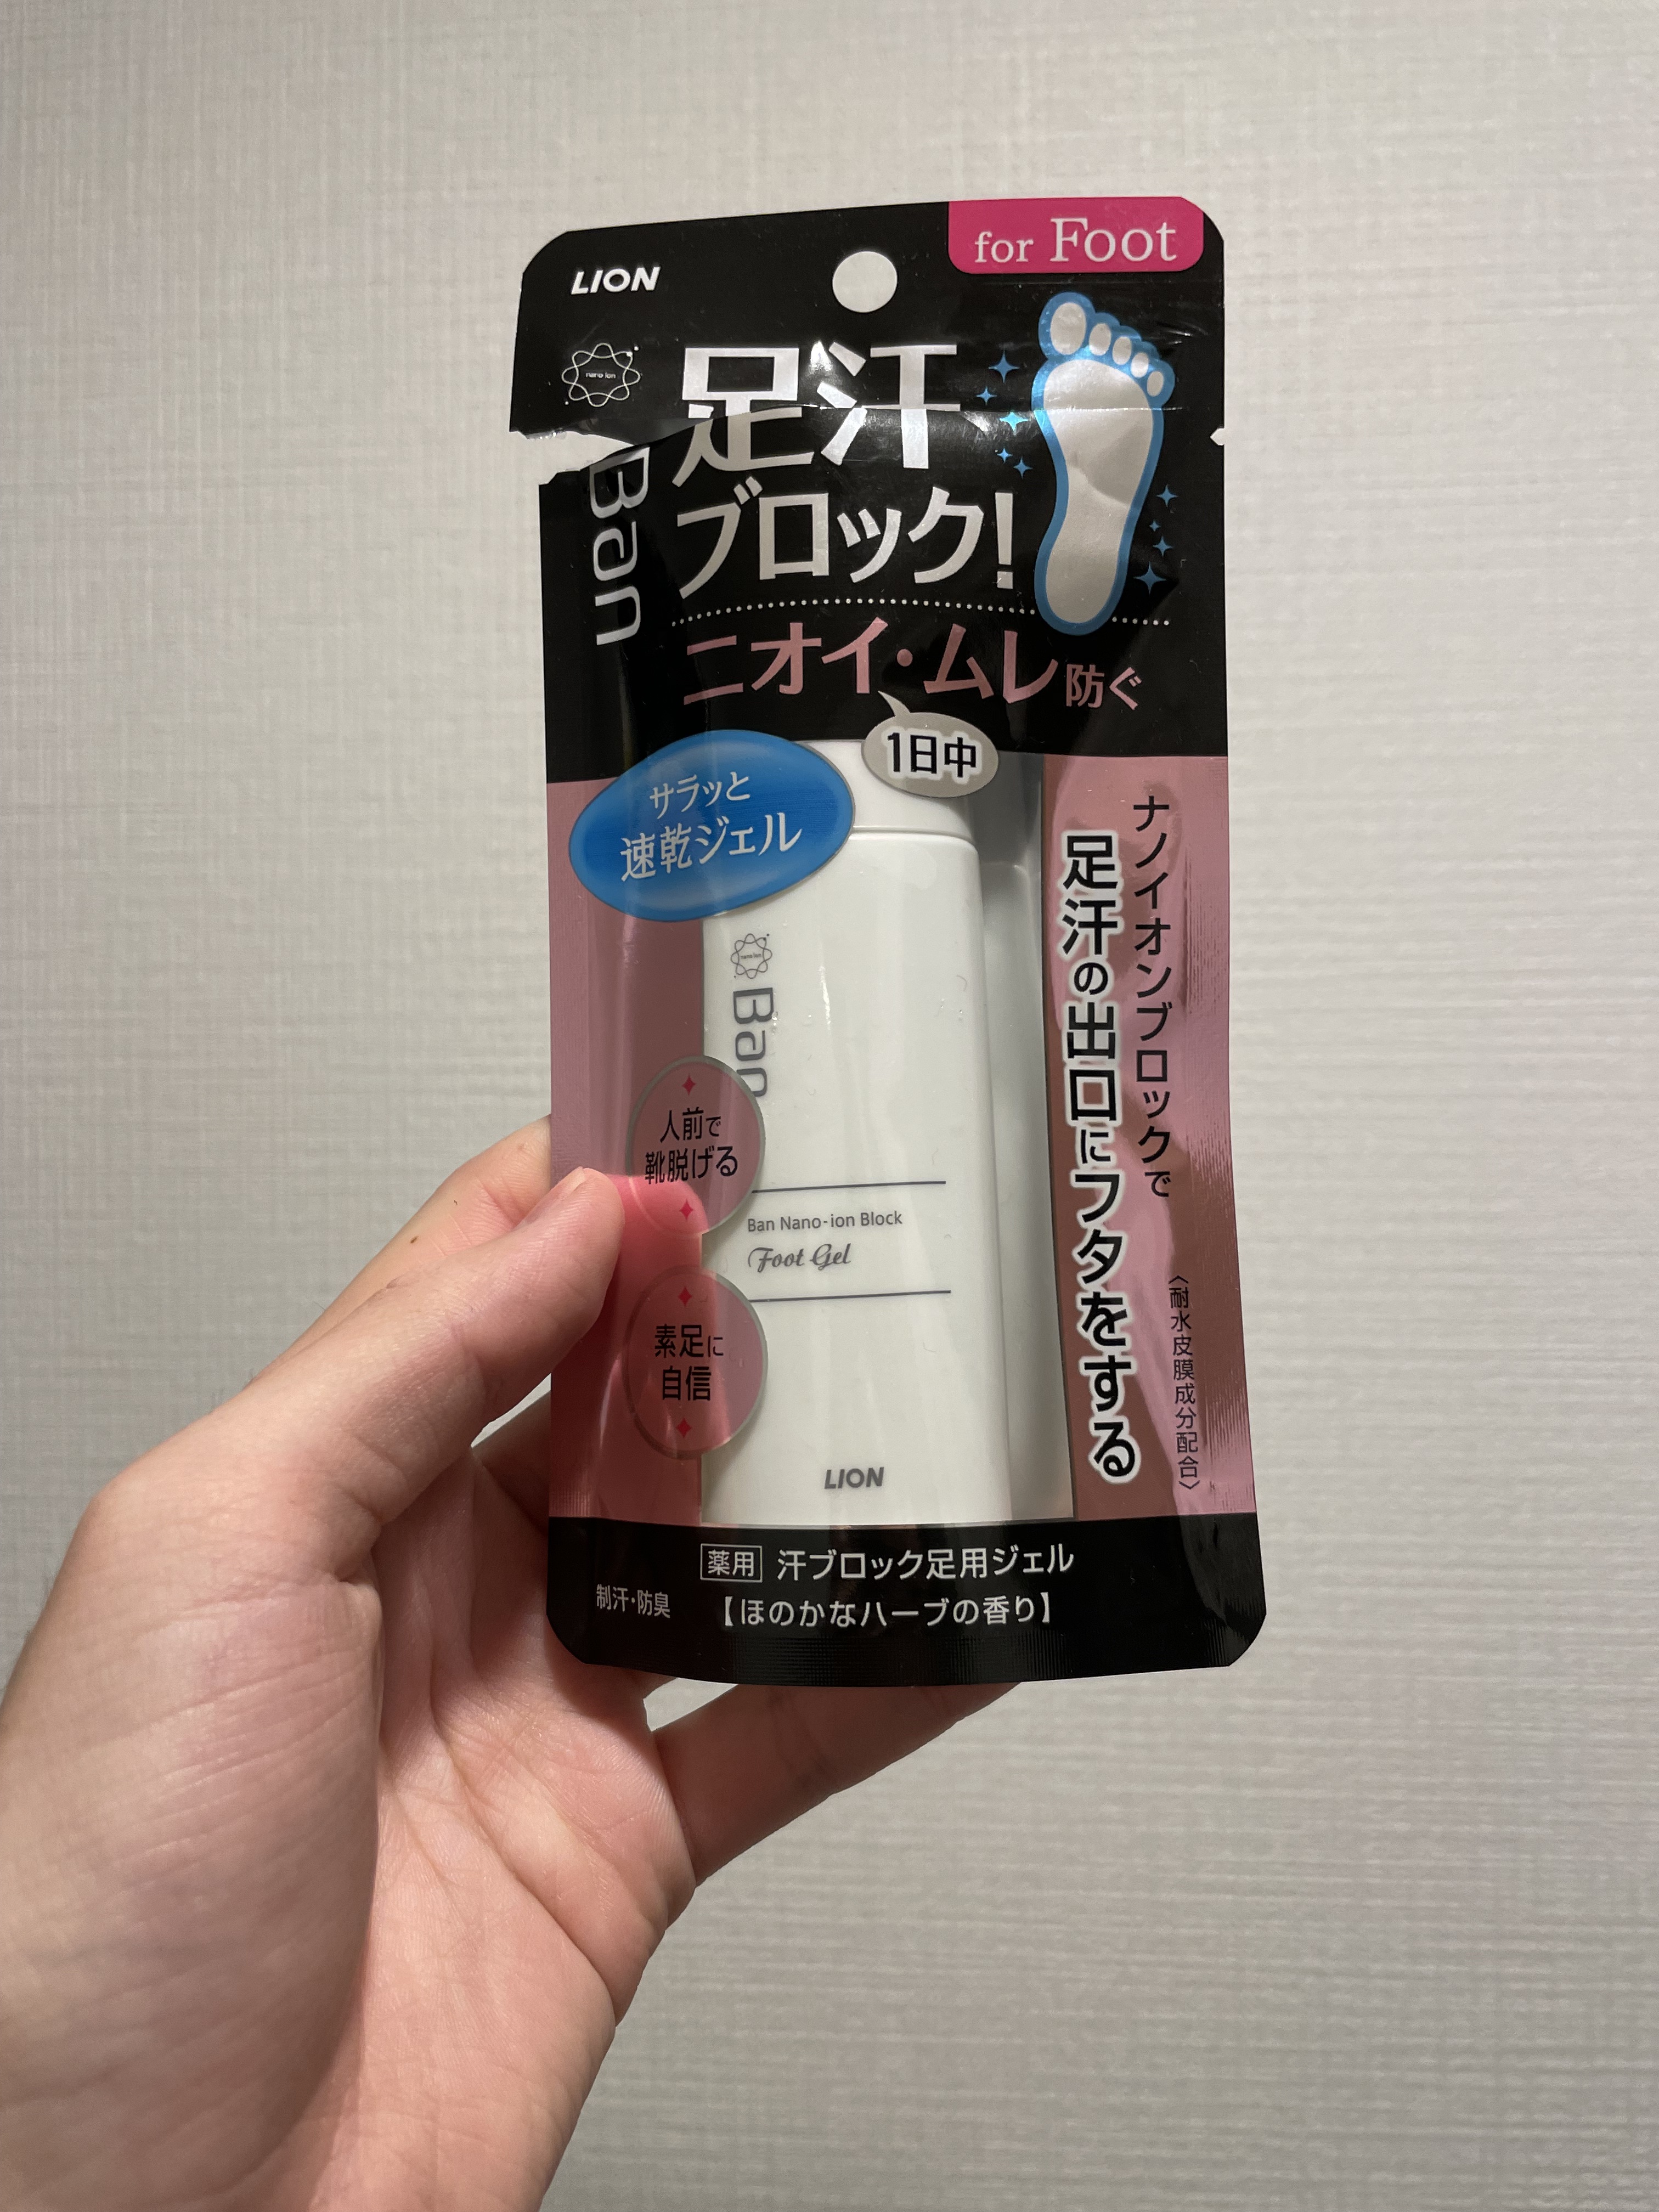 for Foot
LION
nano ion
Ban
足汗
ブロック!
ニオイ・ムレ防ぐ
1日中
サラッと
速乾ジェル
ナノイオンブロックで
足汗の出口にフタをする
〈耐水皮膜成分配合〉
nano ion
Ban
人前で
靴脱げる
Ban Nano-ion Block
Foot Gel
素足に
自信
LION
薬用 汗ブロック足用ジェル
制汗・防臭
【ほのかなハーブの香り】